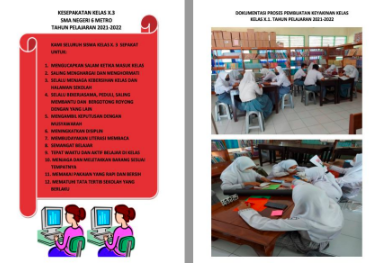 KESEPAKATAN KELAS X.3
SMA NEGERI 6 METRO
TAHUN PELAJARAN 2021-2022
KAMI SELURUH SISWA KELAS X. 3 SEPAKAT
UNTUK:
1. MENGUCAPKAN SALAM KETIKA MASUK KELAS
2. SALING MENGHARGAI DAN MENGHORMATI
3. SELALU MENJAGA KEBERSIHAN KELAS DAN
HALAMAN SEKOLAH
4. SELALU KERJASAMA, PEDULI, SALING
MEMBANTU DAN BERGOTONG ROYONG
DENGAN YANG LAIN
5. MENGAMBIL KEPUTUSAN DENGAN
MUSYAWARAH
6. MENINGKATKAN DISIPLIN
7. MEMBUDAYAKAN LITERASI MEMBACA
8. SEMANGAT BELAJAR
9. TEPAT WAKTU DAN AKTIF BELAJAR DI KELAS
10. MENJAGA DAN MELETAKKAN BARANG SESUAI
TEMPATNYA
11. MEMAKAI PAKAIAN YANG RAPI DAN BERSIH
12. MEMATUHI TATA TERTIB SEKOLAH YANG
BERLAKU
DOKUMENTASI PROSES PEMBUATAN KEYAKINAN KELAS
KELAS X.1. TAHUN PELAJARAN 2021-2022